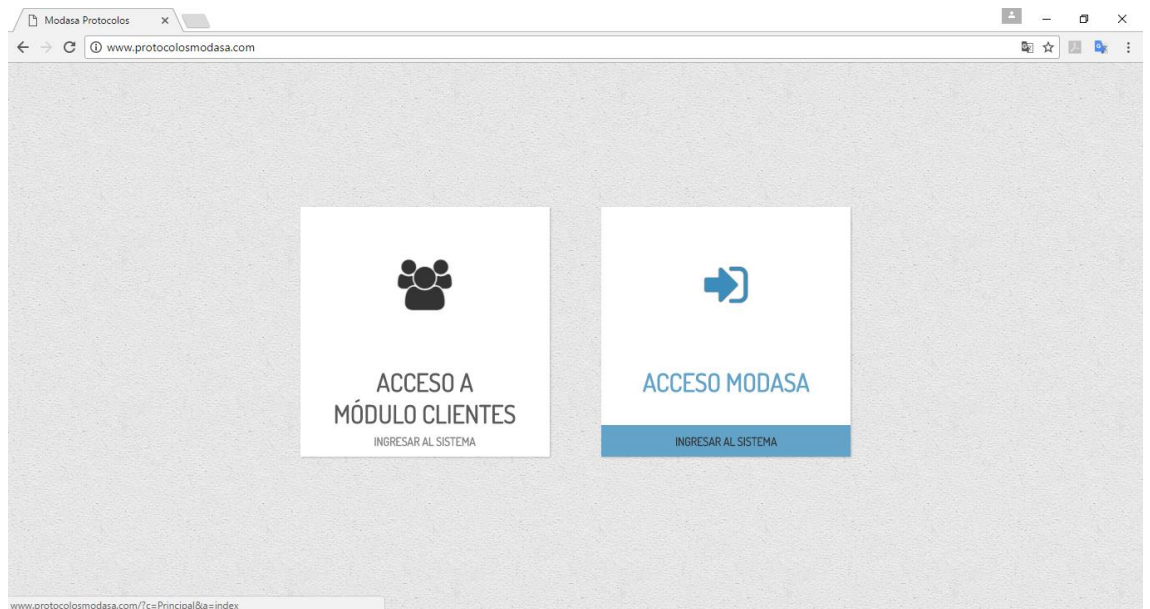 Modasa Protocolos
www.protocolosmodasa.com
ACCESO A
MÓDULO CLIENTES
INGRESAR AL SISTEMA
ACCESO MODASA
INGRESAR AL SISTEMA
www.protocolosmodasa.com/?c=Principal&a=index